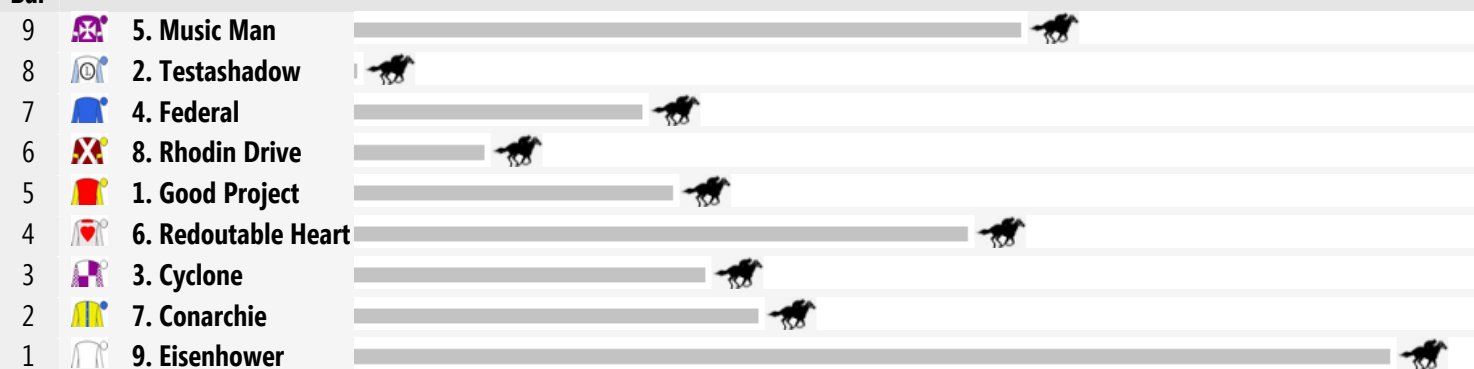 Bar
9 5. Music Man
8 L 2. Testashadow
7 4. Federal
6 8. Rhodin Drive
5 1. Good Project
4 6. Redoutable Heart
3 3. Cyclone
2 7. Conarchie
1 9. Eisenhower